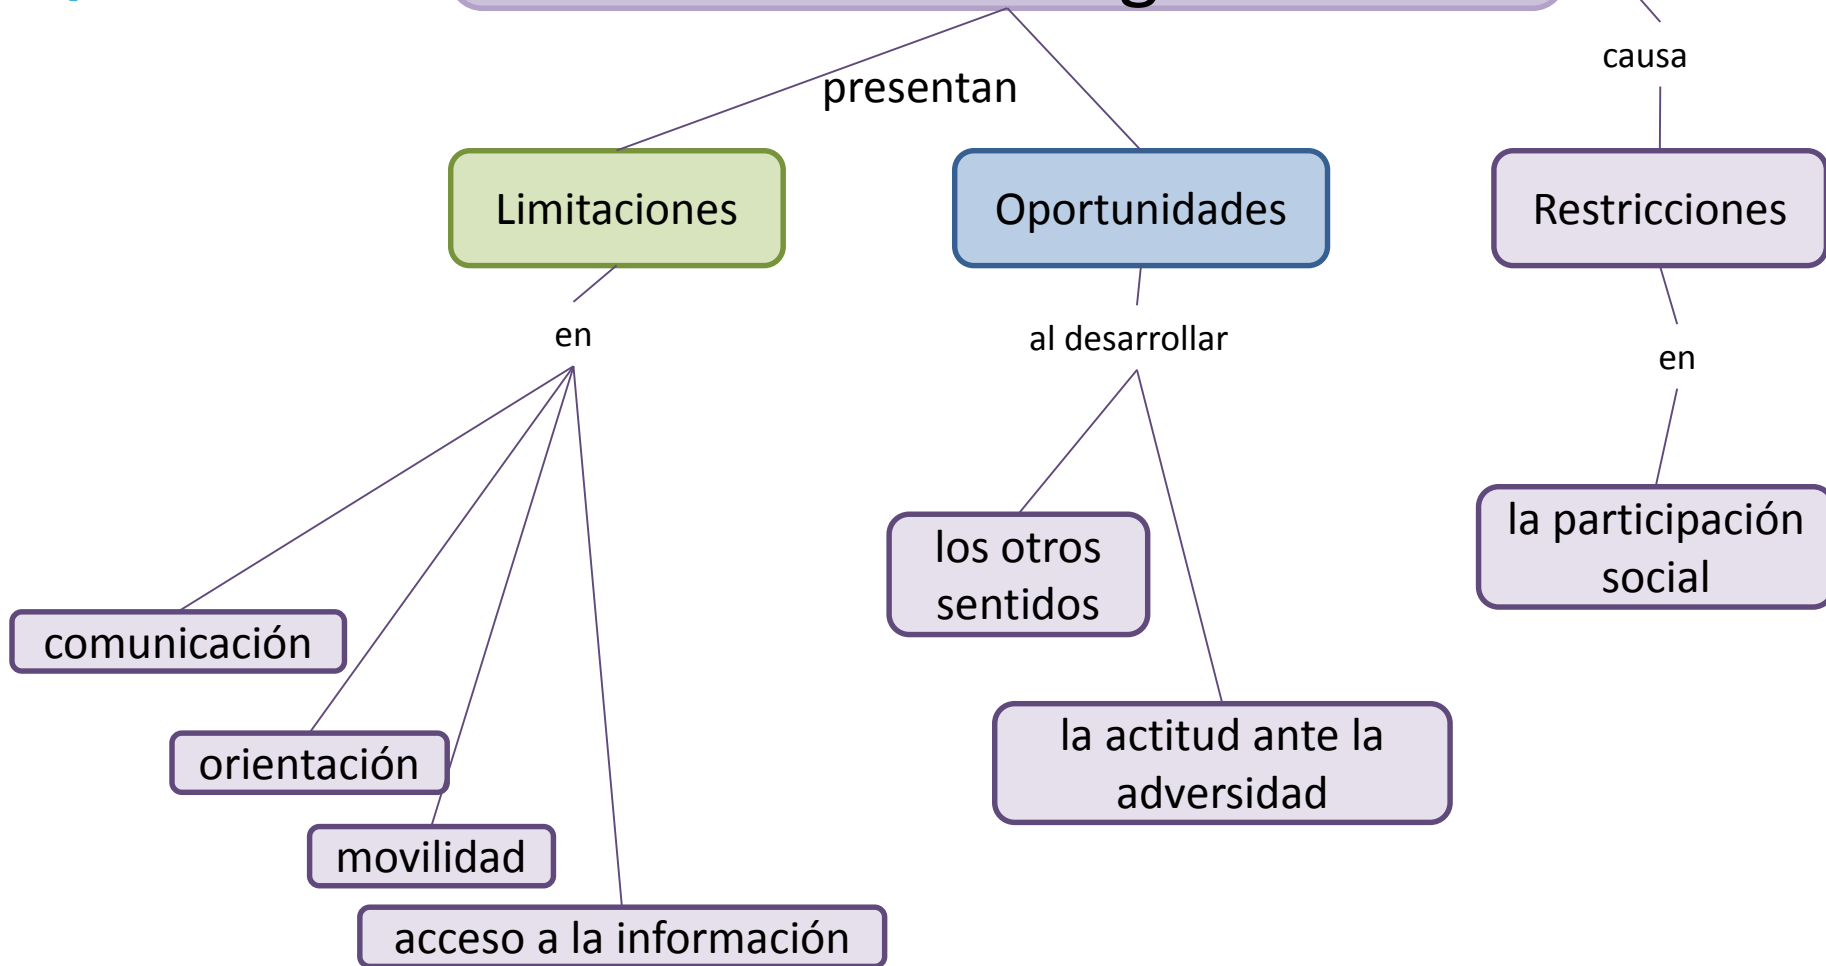 causa
presentan
Limitaciones
Oportunidades
Restricciones
en
al desarrollar
en
los otros
sentidos
la participación
social
comunicación
orientación
la actitud ante la
adversidad
movilidad
acceso a la información